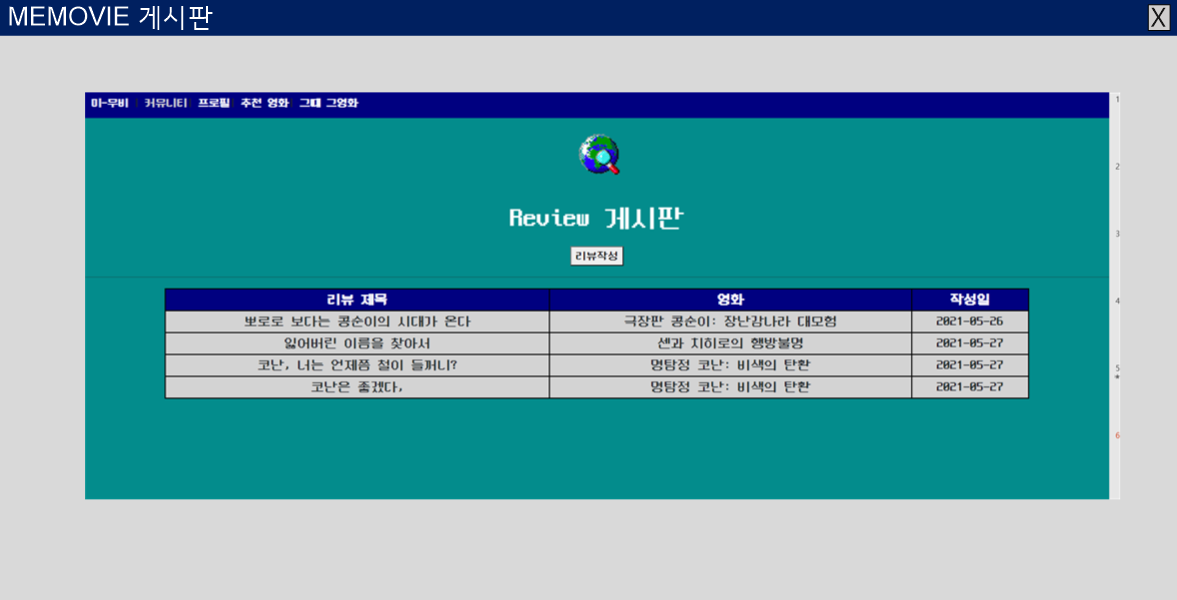 MEMOVIE 게시판 X
마-무비 커뮤니티 프로필 추천 영화 그때 그영화
Review 게시판
리뷰작성
리뷰 제목 영화 작성일
뽀로로 보다는 콩순이의 시대가 온다 극장판 콩순이: 장난감나라 대모험 2021-05-26
잃어버린 이름을 찾아서 센과 치히로의 행방불명 2021-05-27
코난, 너는 언제쯤 철이 들꺼니? 명탐정 코난: 비색의 탄환 2021-05-27
코난은 좋겠다, 명탐정 코난: 비색의 탄환 2021-05-27
1
2
3
4
5
*
6